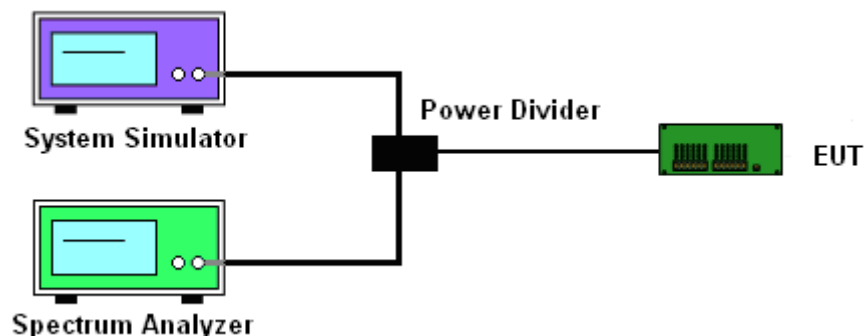 System Simulator
Power Divider
EUT
Spectrum Analyzer